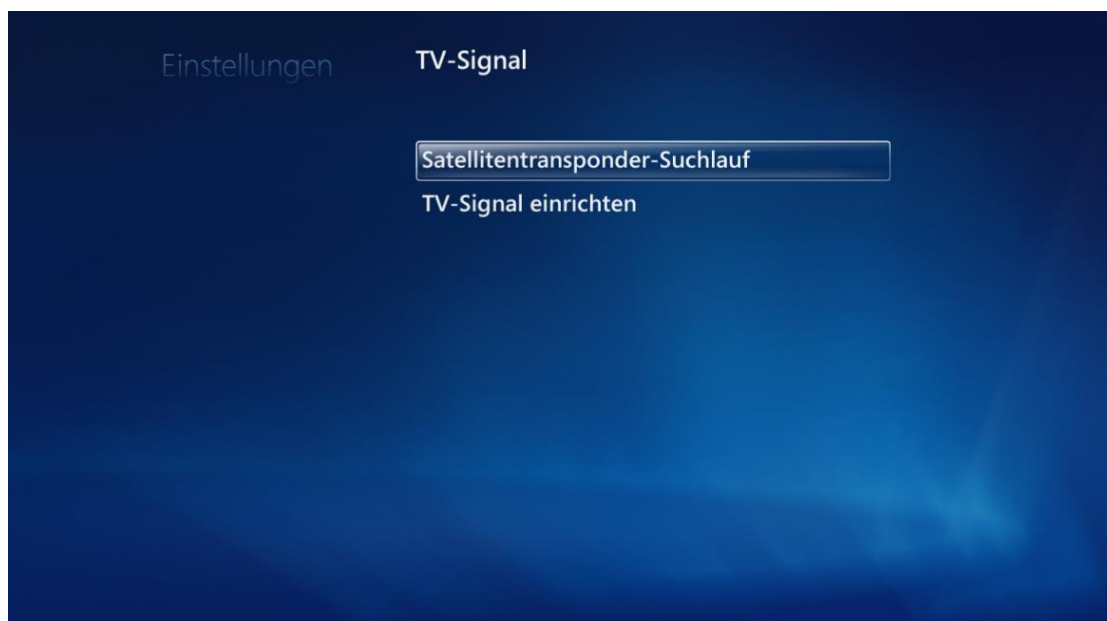 Einstellungen
TV-Signal
Satellitentransponder-Suchlauf
TV-Signal einrichten